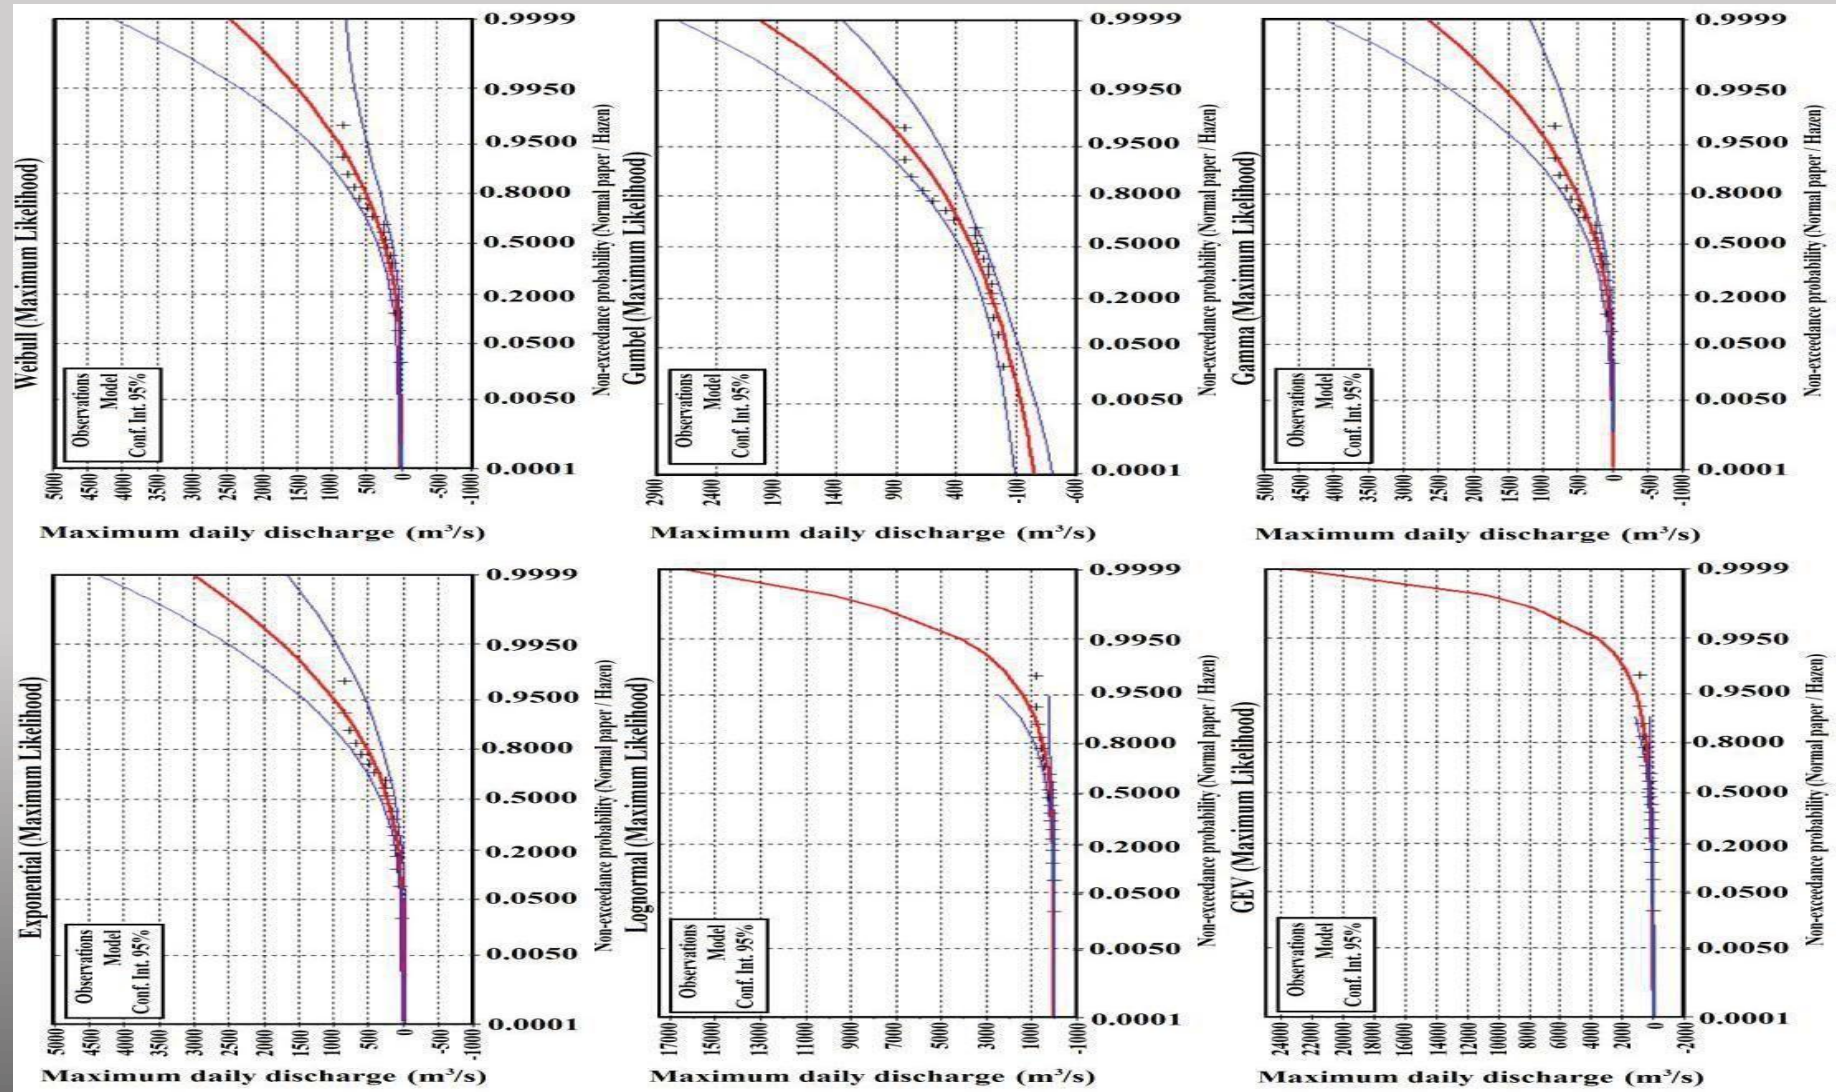 Weibull (Maximum Likelihood)
Observations
Model
Conf. Int. 95%
0.9999
0.9950
0.9500
0.8000
0.5000
0.2000
0.0500
0.0050
0.0001
Non-exceedance probability (Normal paper / Hazen)
5000 4500 4000 3500 3000 2500 2000 1500 1000 500 0 -500 -1000
Maximum daily discharge (m³/s)
Gumbel (Maximum Likelihood)
Observations
Model
Conf. Int. 95%
0.9999
0.9950
0.9500
0.8000
0.5000
0.2000
0.0500
0.0050
0.0001
Non-exceedance probability (Normal paper / Hazen)
2900 2400 1900 1400 900 400 -100 -600
Maximum daily discharge (m³/s)
Gamma (Maximum Likelihood)
Observations
Model
Conf. Int. 95%
0.9999
0.9950
0.9500
0.8000
0.5000
0.2000
0.0500
0.0050
0.0001
Non-exceedance probability (Normal paper / Hazen)
5000 4500 4000 3500 3000 2500 2000 1500 1000 500 0 -500 -1000
Maximum daily discharge (m³/s)
Exponential (Maximum Likelihood)
Observations
Model
Conf. Int. 95%
0.9999
0.9950
0.9500
0.8000
0.5000
0.2000
0.0500
0.0050
0.0001
Non-exceedance probability (Normal paper / Hazen)
5000 4500 4000 3500 3000 2500 2000 1500 1000 500 0 -500 -1000
Maximum daily discharge (m³/s)
Lognormal (Maximum Likelihood)
Observations
Model
Conf. Int. 95%
0.9999
0.9950
0.9500
0.8000
0.5000
0.2000
0.0500
0.0050
0.0001
Non-exceedance probability (Normal paper / Hazen)
17000 15000 13000 11000 9000 7000 5000 3000 1000 -1000
Maximum daily discharge (m³/s)
GEV (Maximum Likelihood)
Observations
Model
Conf. Int. 95%
0.9999
0.9950
0.9500
0.8000
0.5000
0.2000
0.0500
0.0050
0.0001
Non-exceedance probability (Normal paper / Hazen)
24000 22000 20000 18000 16000 14000 12000 10000 8000 6000 4000 2000 0 -2000
Maximum daily discharge (m³/s)